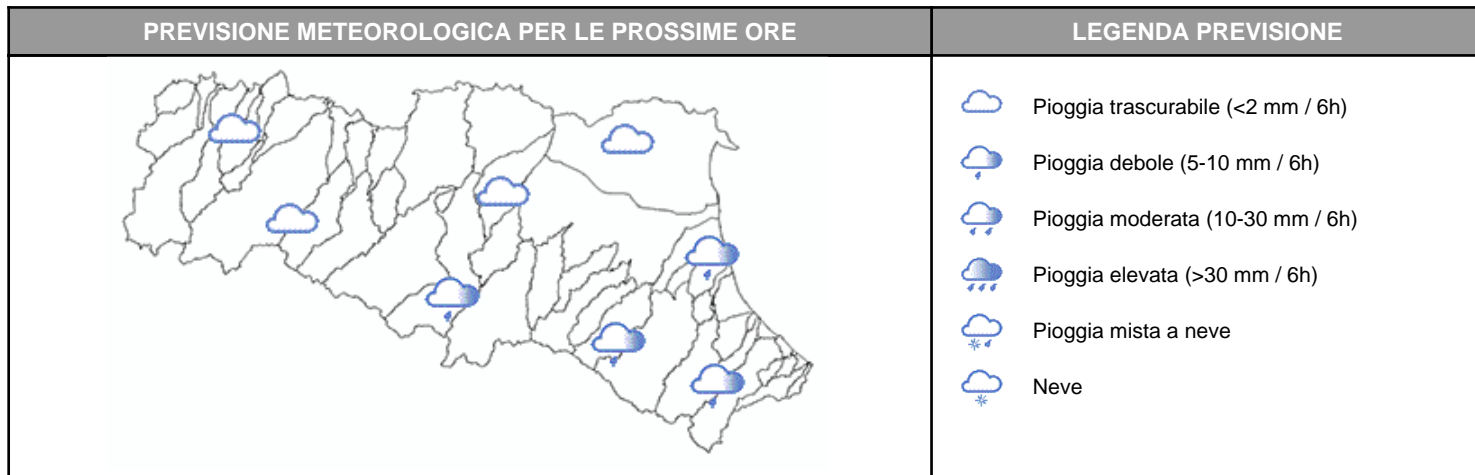 PREVISIONE METEOROLOGICA PER LE PROSSIME ORE
LEGENDA PREVISIONE
Pioggia trascurabile (<2 mm / 6h)
Pioggia debole (5-10 mm / 6h)
Pioggia moderata (10-30 mm / 6h)
Pioggia elevata (>30 mm / 6h)
Pioggia mista a neve
Neve